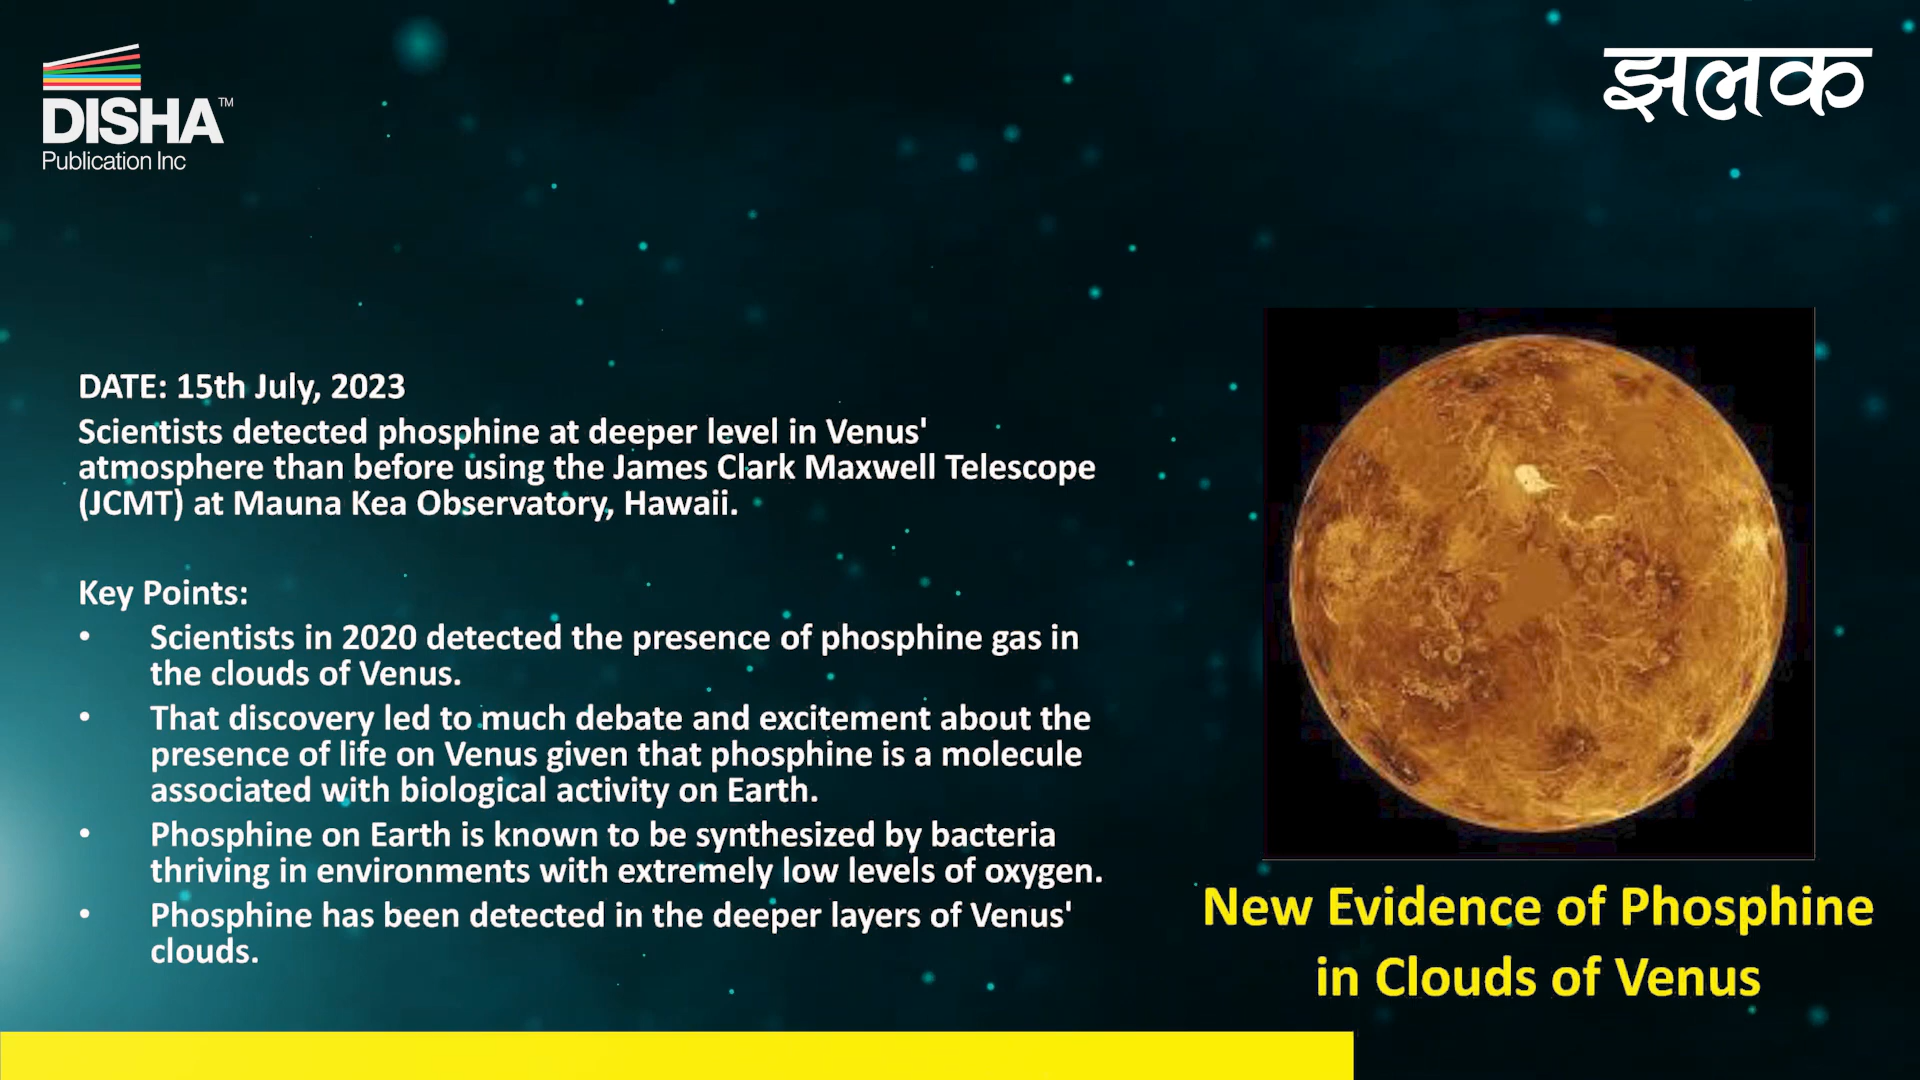 DISHA™
Publication Inc
झलक
DATE: 15th July, 2023
Scientists detected phosphine at deeper level in Venus'
atmosphere than before using the James Clark Maxwell Telescope
(JCMT) at Mauna Kea Observatory, Hawaii.
Key Points:
• Scientists in 2020 detected the presence of phosphine gas in
the clouds of Venus.
• That discovery led to much debate and excitement about the
presence of life on Venus given that phosphine is a molecule
associated with biological activity on Earth.
• Phosphine on Earth is known to be synthesized by bacteria
thriving in environments with extremely low levels of oxygen.
• Phosphine has been detected in the deeper layers of Venus'
clouds.
New Evidence of Phosphine
in Clouds of Venus